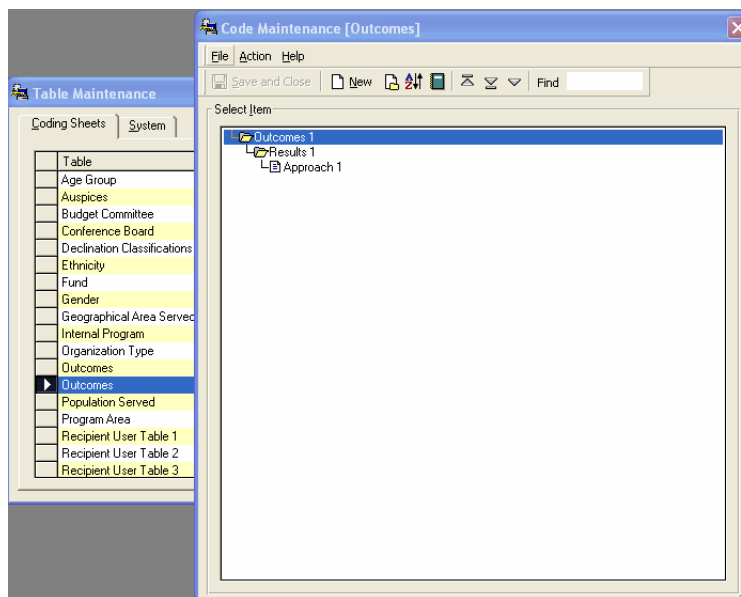 Code Maintenance [Outcomes]
File Action Help
Save and Close New Find
Select Item
Outcomes 1
Results 1
Approach 1
Table Maintenance
Coding Sheets System
Table
Age Group
Auspices
Budget Committee
Conference Board
Declination Classifications
Ethnicity
Fund
Gender
Geographical Area Served
Internal Program
Organization Type
Outcomes
Outcomes
Population Served
Program Area
Recipient User Table 1
Recipient User Table 2
Recipient User Table 3